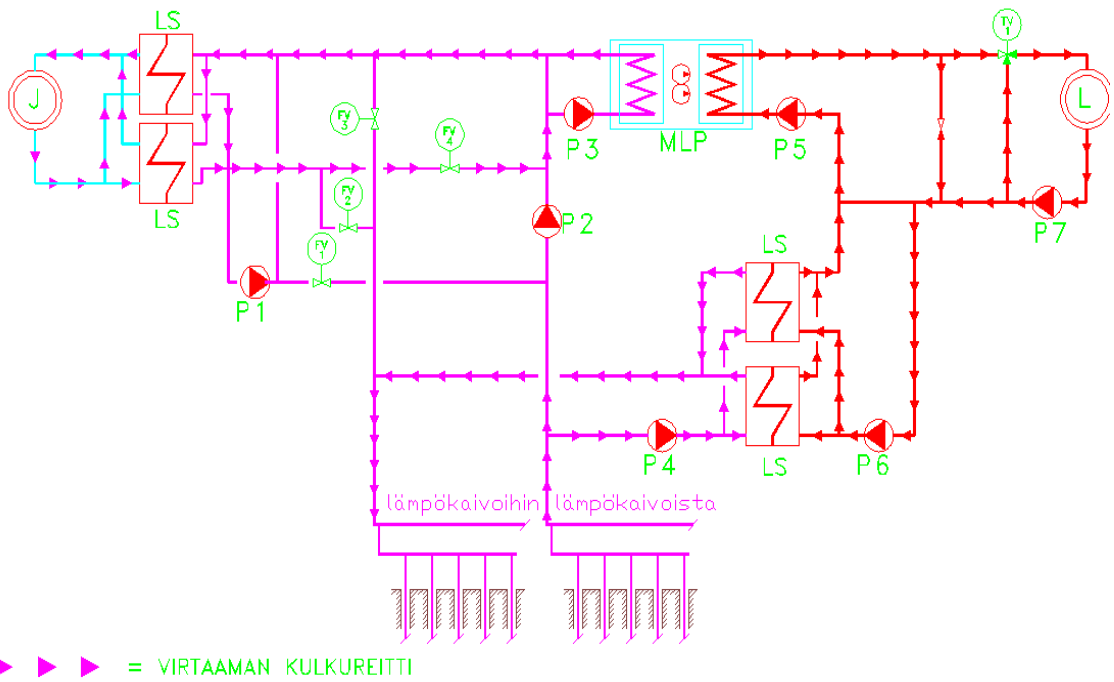 LS
TV
1
J
L
FV
3
FV
4
P3
MLP
P5
LS
FV
2
P2
P7
FV
1
LS
P1
P4
LS
P6
lämpökaivoihin
lämpökaivoista
= VIRTAAMAN KULKUREITTI